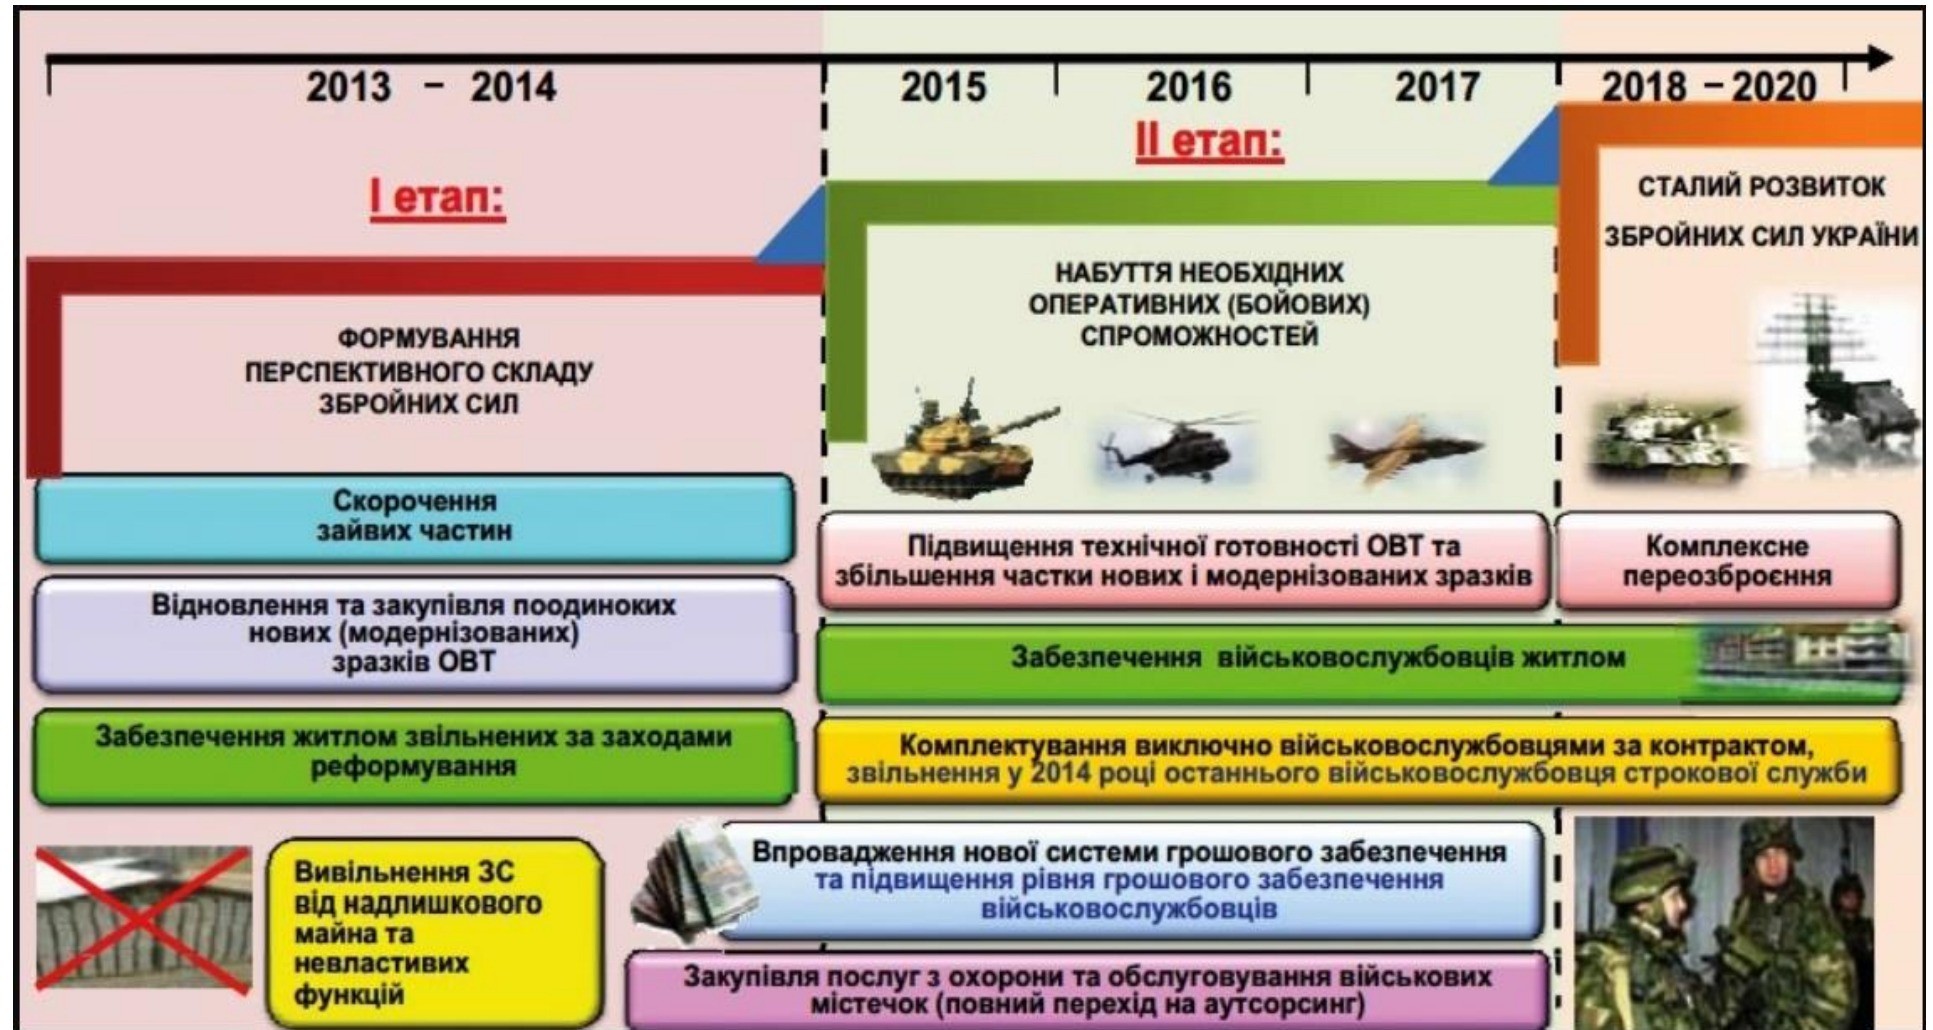 2013 – 2014
2015
2016
2017
2018 – 2020
І етап:
ФОРМУВАННЯ
ПЕРСПЕКТИВНОГО СКЛАДУ
ЗБРОЙНИХ СИЛ
ІІ етап:
НАБУТТЯ НЕОБХІДНИХ
ОПЕРАТИВНИХ (БОЙОВИХ)
СПРОМОЖНОСТЕЙ
СТАЛИЙ РОЗВИТОК
ЗБРОЙНИХ СИЛ УКРАЇНИ
Скорочення
зайвих частин
Відновлення та закупівля поодиноких
нових (модернізованих)
зразків ОВТ
Забезпечення житлом звільнених за заходами
реформування
Вивільнення ЗС
від надлишкового
майна та
невластивих
функцій
Підвищення технічної готовності ОВТ та
збільшення частки нових і модернізованих зразків
Комплексне
переозброєння
Забезпечення військовослужбовців житлом
Комплектування виключно військовослужбовцями за контрактом,
звільнення у 2014 році останнього військовослужбовця строкової служби
Впровадження нової системи грошового забезпечення
та підвищення рівня грошового забезпечення
військовослужбовців
Закупівля послуг з охорони та обслуговування військових
містечок (повний перехід на аутсорсинг)